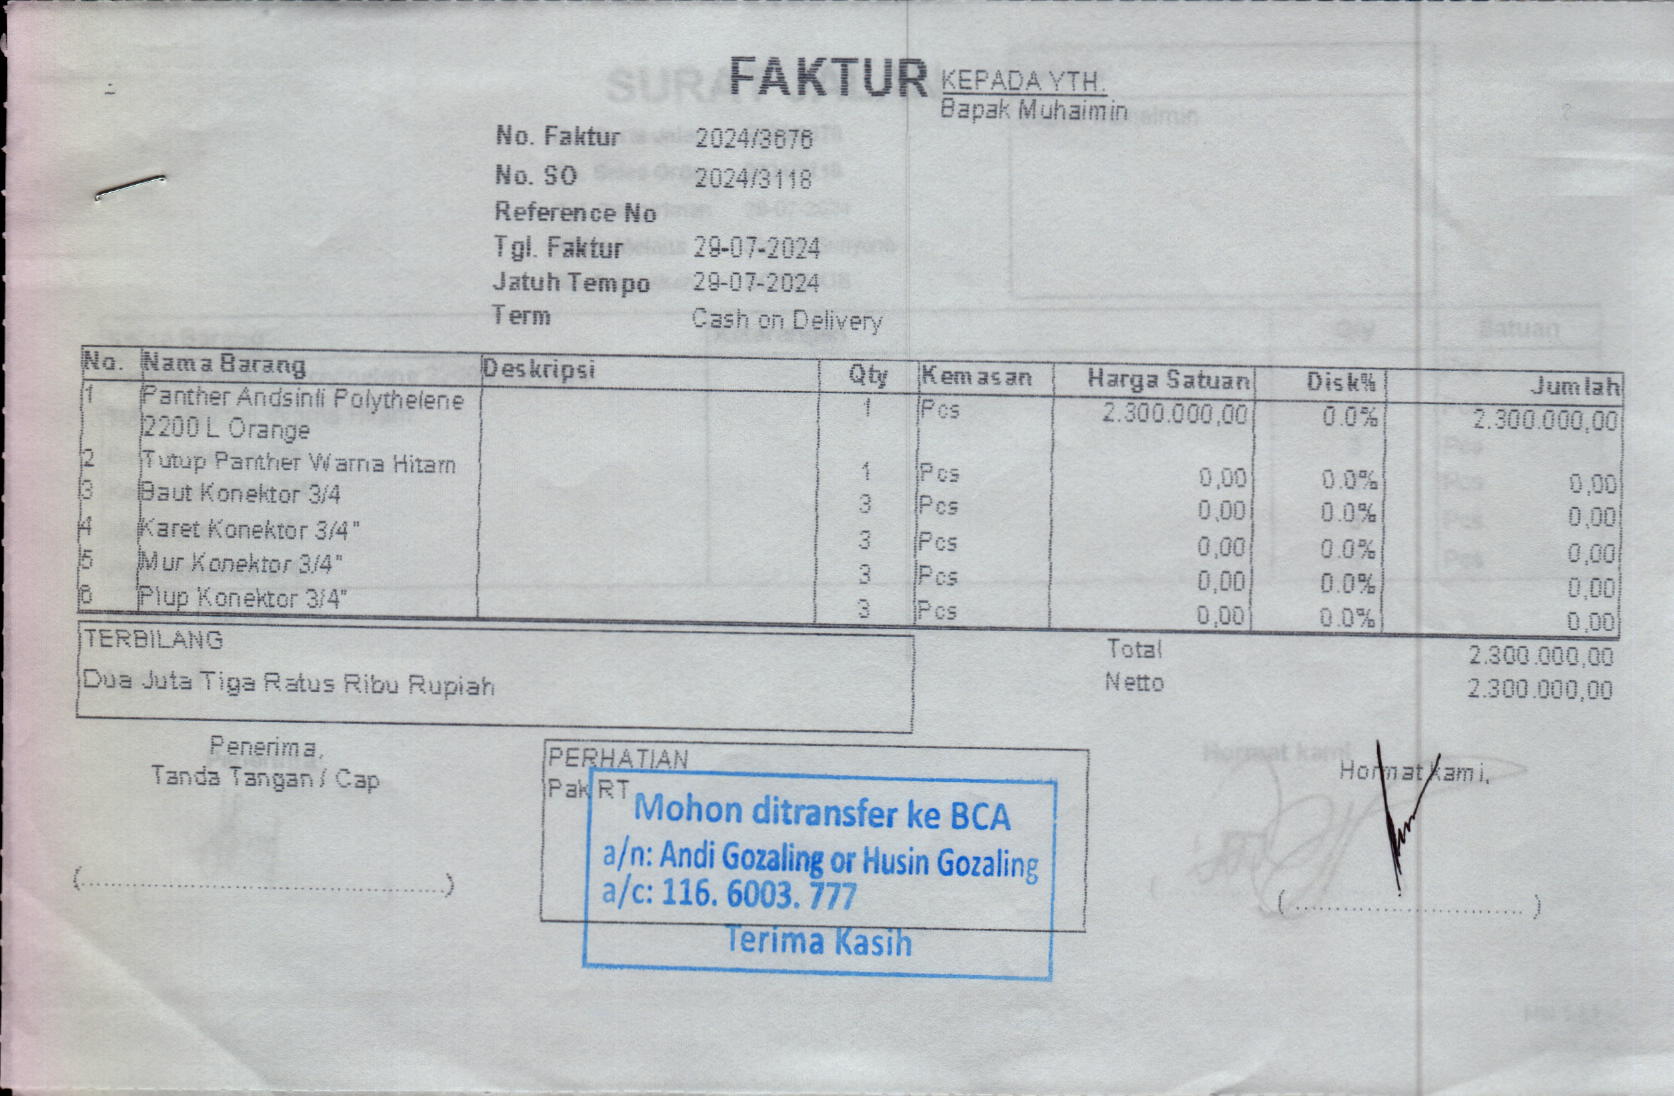 FAKTUR
KEPADA YTH.
Bapak Muhaimin
No. Faktur 2024/3676
No. SO 2024/3118
Reference No
Tgl. Faktur 29-07-2024
Jatuh Tempo 29-07-2024
Term Cash on Delivery
No. Nama Barang Deskripsi Qty Kemasan Harga Satuan Disk% Jumlah
1 Panther Polythelene 1 Pcs 2.300.000,00 0.0% 2.300.000,00
2200 L Orange
2 Tutup Panther Warna Hitam 1 Pcs 0,00 0.0% 0,00
3 Baut Konektor 3/4 3 Pcs 0,00 0.0% 0,00
4 Karet Konektor 3/4" 3 Pcs 0,00 0.0% 0,00
5 Mur Konektor 3/4" 3 Pcs 0,00 0.0% 0,00
6 Plup Konektor 3/4" 3 Pcs 0,00 0.0% 0,00
TERBILANG
Dua Juta Tiga Ratus Ribu Rupiah
Total 2.300.000,00
Netto 2.300.000,00
Penerima,
Tanda Tangan / Cap
PERHATIAN
Pak RT
Mohon ditransfer ke BCA
a/n: Andi Gozaling or Husin Gozaling
a/c: 116. 6003. 777
Terima Kasih
Hormat kami,